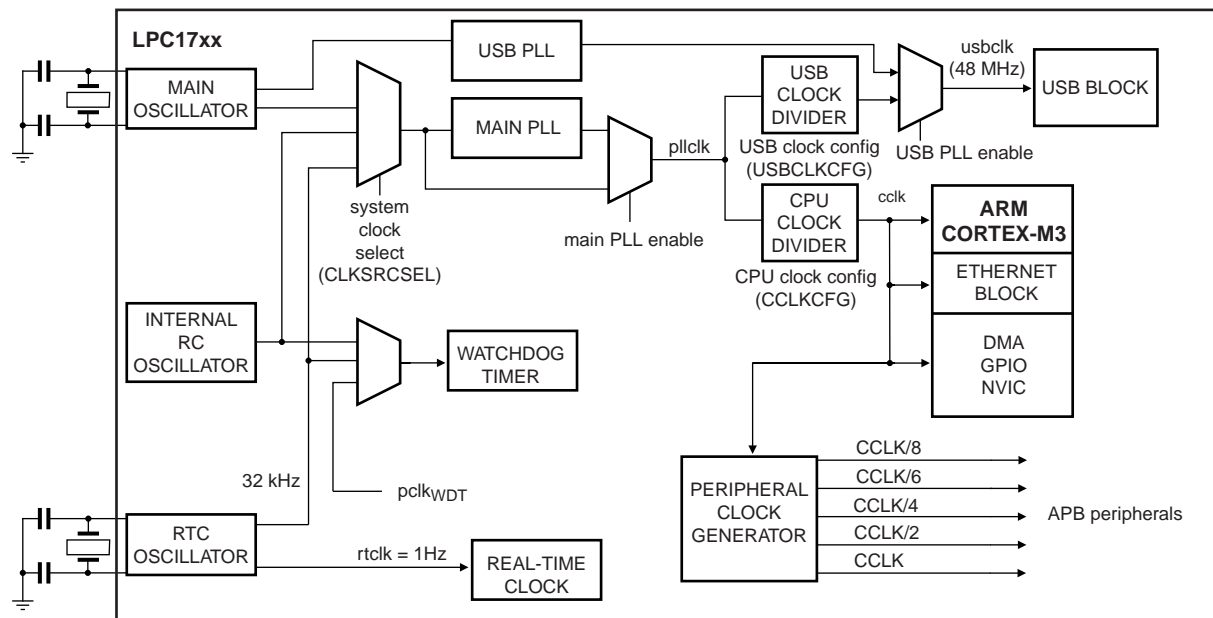 LPC17xx
MAIN
OSCILLATOR
USB PLL
MAIN PLL
system
clock
select
(CLKSRCSEL)
main PLL enable
pllclk
USB
CLOCK
DIVIDER
USB clock config
(USBCLKCFG)
usbclk
(48 MHz)
USB BLOCK
USB PLL enable
CPU
CLOCK
DIVIDER
CPU clock config
(CCLKCFG)
cclk
ARM
CORTEX-M3
ETHERNET
BLOCK
DMA
GPIO
NVIC
INTERNAL
RC
OSCILLATOR
WATCHDOG
TIMER
32 kHz
pclkWDT
RTC
OSCILLATOR
rtclk = 1Hz
REAL-TIME
CLOCK
PERIPHERAL
CLOCK
GENERATOR
CCLK/8
CCLK/6
CCLK/4
CCLK/2
CCLK
APB peripherals